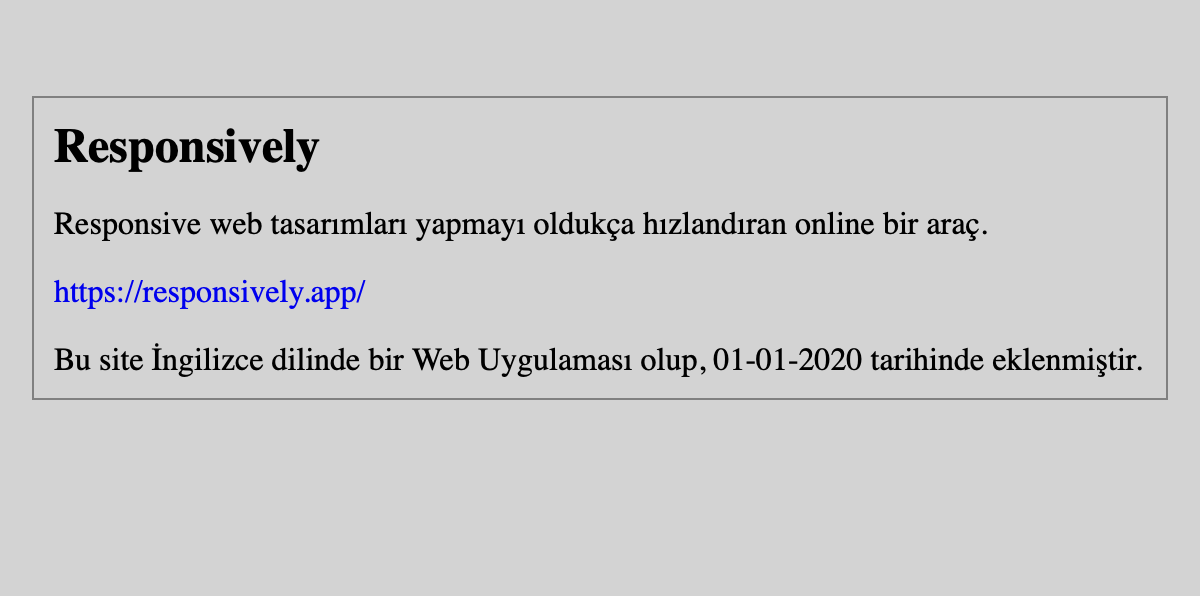 Responsively
Responsive web tasarımları yapmayı oldukça hızlandıran online bir araç.
https://responsively.app/
Bu site İngilizce dilinde bir Web Uygulaması olup, 01-01-2020 tarihinde eklenmiştir.